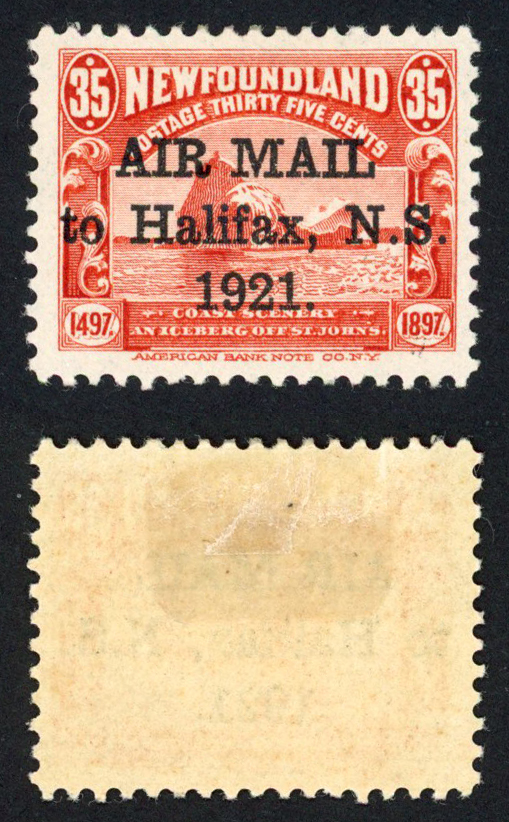 35 NEWFOUNDLAND 35
POSTAGE THIRTY FIVE CENTS
AIR MAIL
to Halifax, N.S.
1921.
COAST SCENERY
1497. AN ICEBERG OFF ST JOHNS. 1897.
AMERICAN BANK NOTE CO. N.Y.